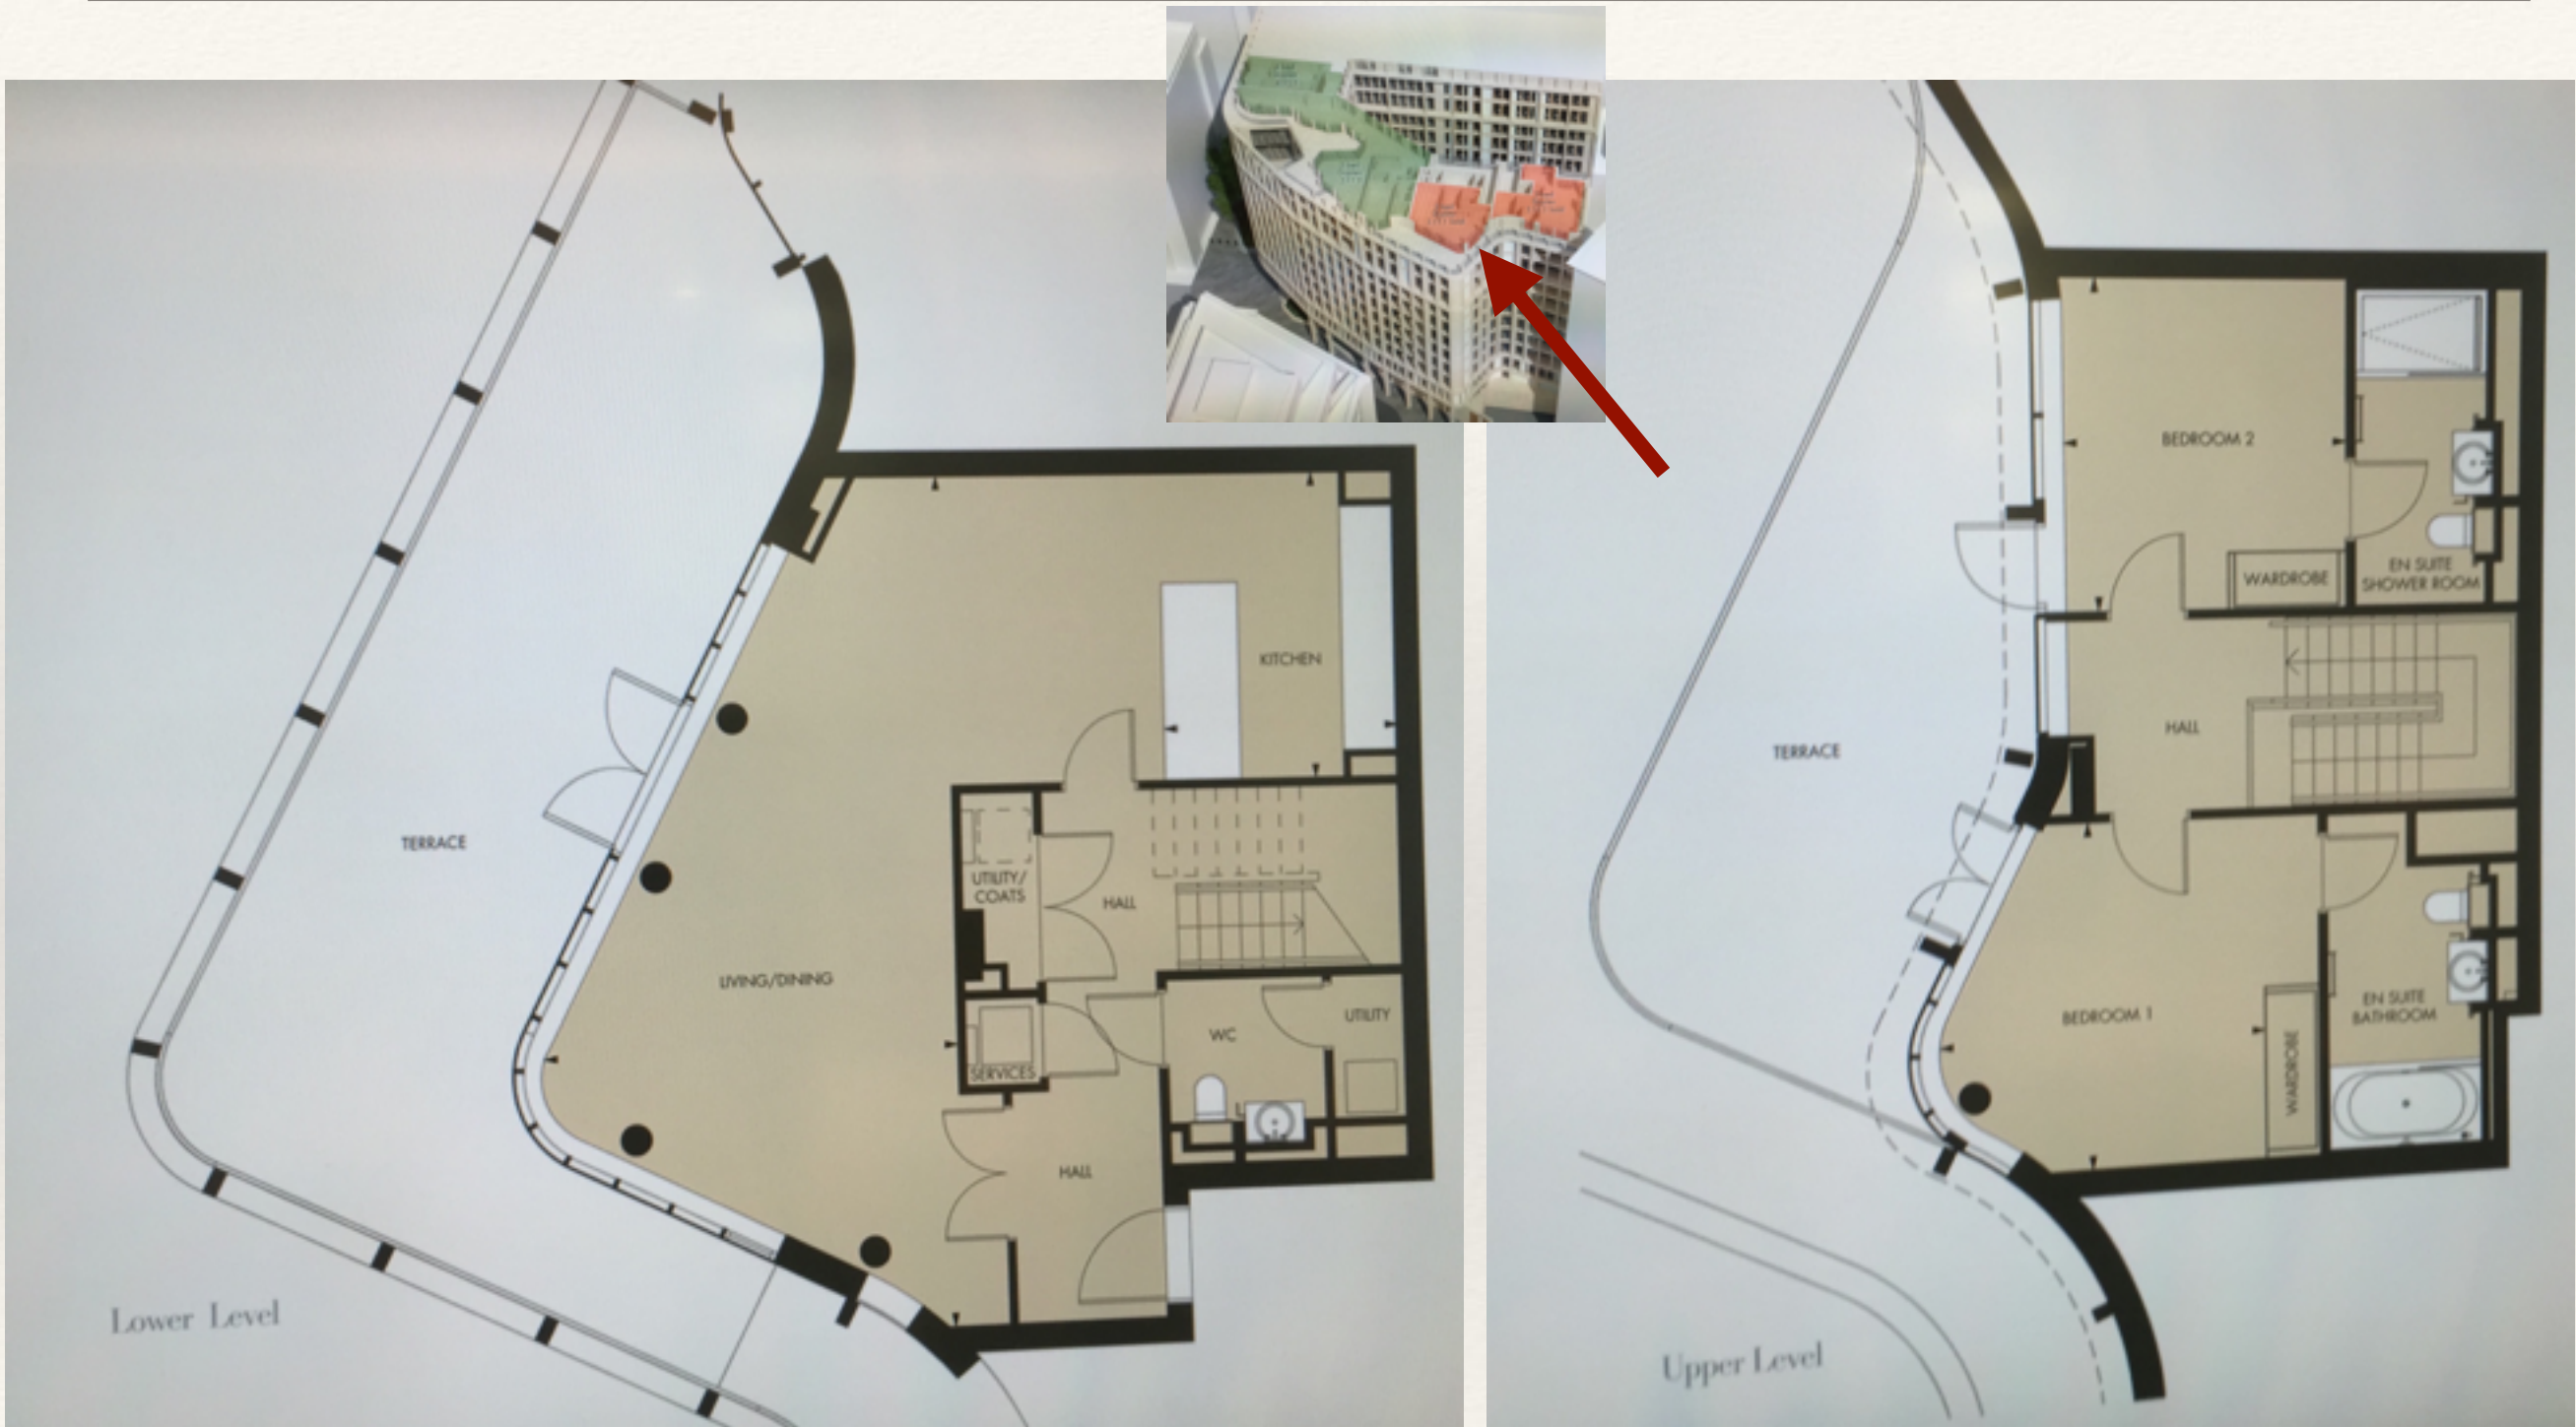 KITCHEN
TERRACE
UTILITY/
COATS
HALL
LIVING/DINING
UTILITY
WC
SERVICES
HALL
Lower Level
BEDROOM 2
EN SUITE
SHOWER ROOM
WARDROBE
HALL
TERRACE
EN SUITE
BATHROOM
BEDROOM 1
WARDROBE
Upper Level